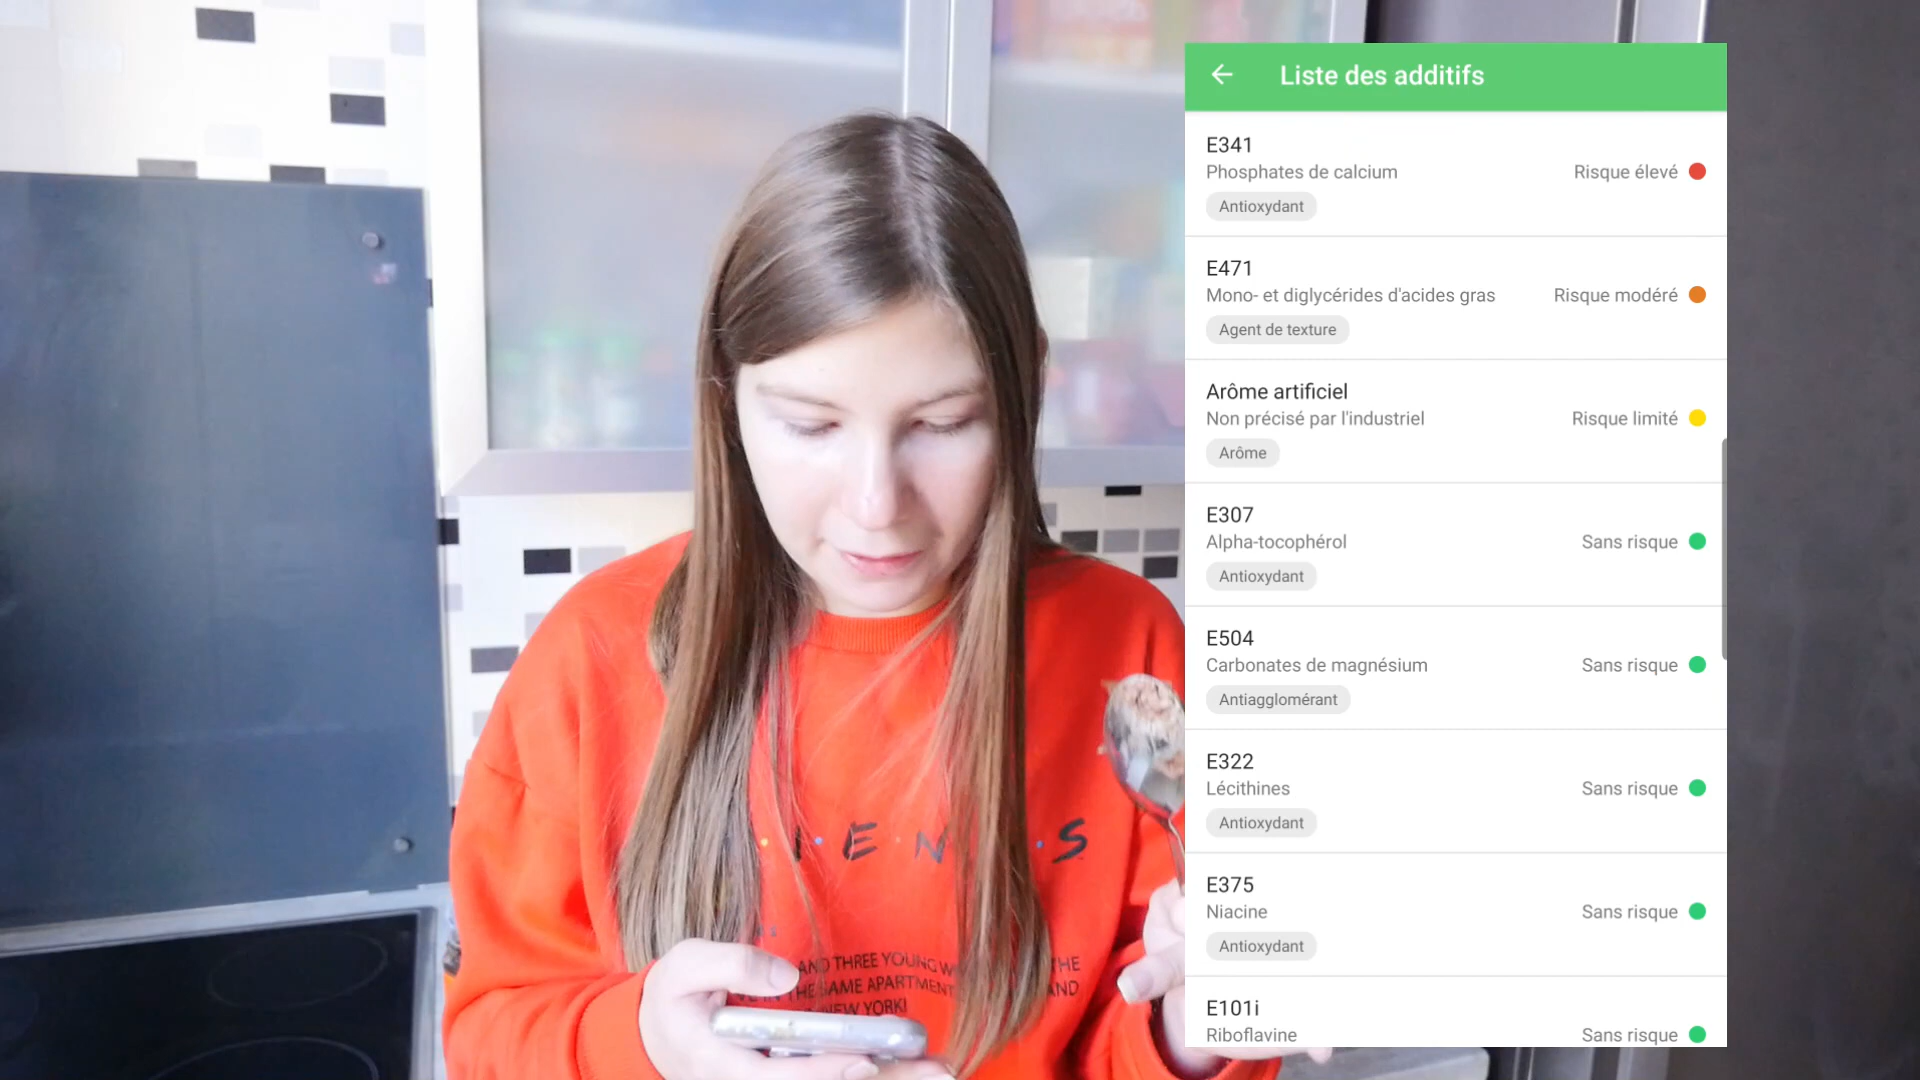 Liste des additifs
E341
Phosphates de calcium
Risque élevé
Antioxydant
E471
Mono- et diglycérides d'acides gras
Risque modéré
Agent de texture
Arôme artificiel
Non précisé par l'industriel
Risque limité
Arôme
E307
Alpha-tocophérol
Sans risque
Antioxydant
E504
Carbonates de magnésium
Sans risque
Antiagglomérant
E322
Lécithines
Sans risque
Antioxydant
E375
Niacine
Sans risque
Antioxydant
E101i
Riboflavine
Sans risque
I·E·N·S
AND THREE YOUNG THE
IN THE SAME APARTMENT AND
NEW YORK!